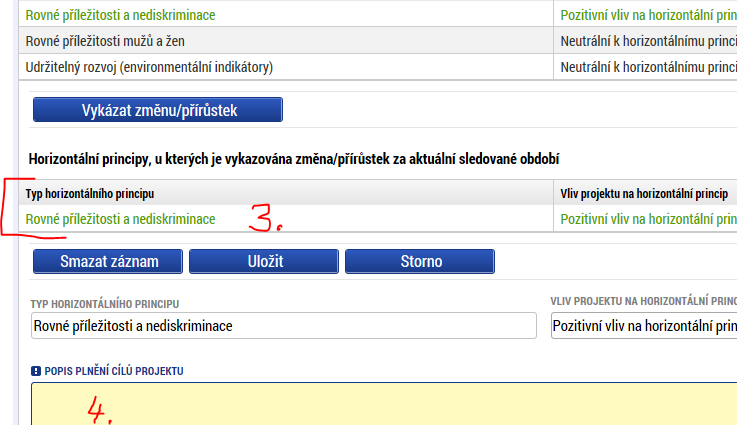 Rovné příležitosti a nediskriminace Pozitivní vliv na horizontální prin
Rovné příležitosti mužů a žen Neutrální k horizontálnímu princi
Udržitelný rozvoj (environmentální indikátory) Neutrální k horizontálnímu princi
Vykázat změnu/přírůstek
Horizontální principy, u kterých je vykazována změna/přírůstek za aktuální sledované období
Typ horizontálního principu Vliv projektu na horizontální princip
Rovné příležitosti a nediskriminace 3. Pozitivní vliv na horizontální prin
Smazat záznam Uložit Storno
TYP HORIZONTÁLNÍHO PRINCIPU VLIV PROJEKTU NA HORIZONTÁLNÍ PRINC
Rovné příležitosti a nediskriminace Pozitivní vliv na horizontální prin
POPIS PLNĚNÍ CÍLŮ PROJEKTU
4.